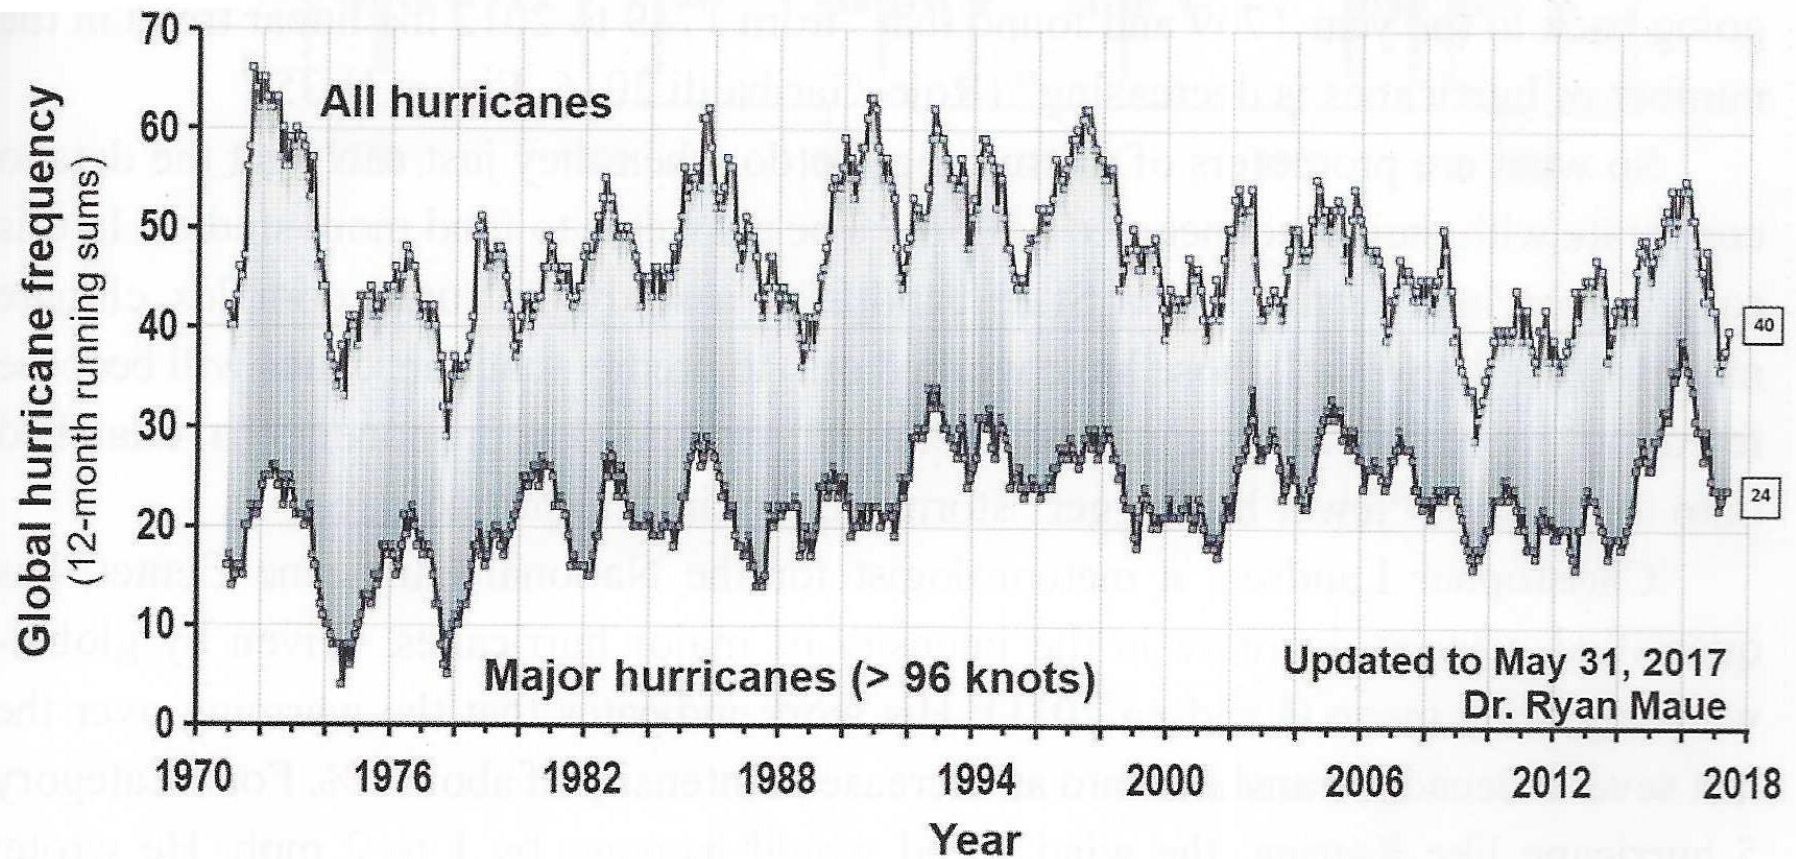 70
60
50
40
30
20
10
0
Global hurricane frequency
(12-month running sums)
All hurricanes
40
24
Major hurricanes (> 96 knots)
Updated to May 31, 2017
Dr. Ryan Maue
1970 1976 1982 1988 1994 2000 2006 2012 2018
Year